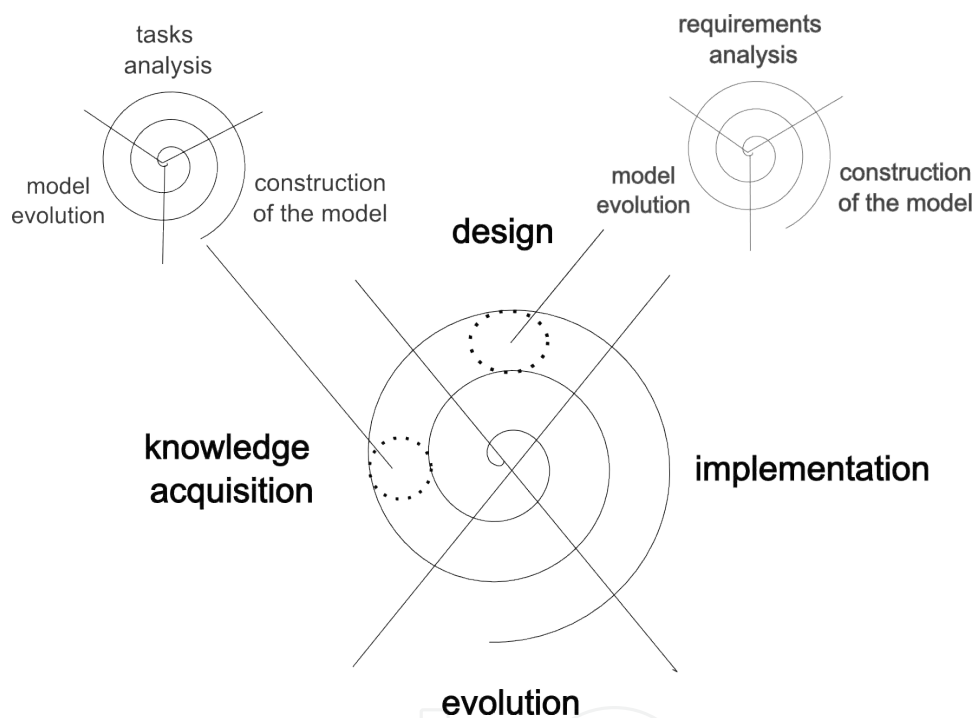 tasks
analysis
model
evolution
construction
of the model
requirements
analysis
model
evolution
construction
of the model
design
knowledge
acquisition
implementation
evolution